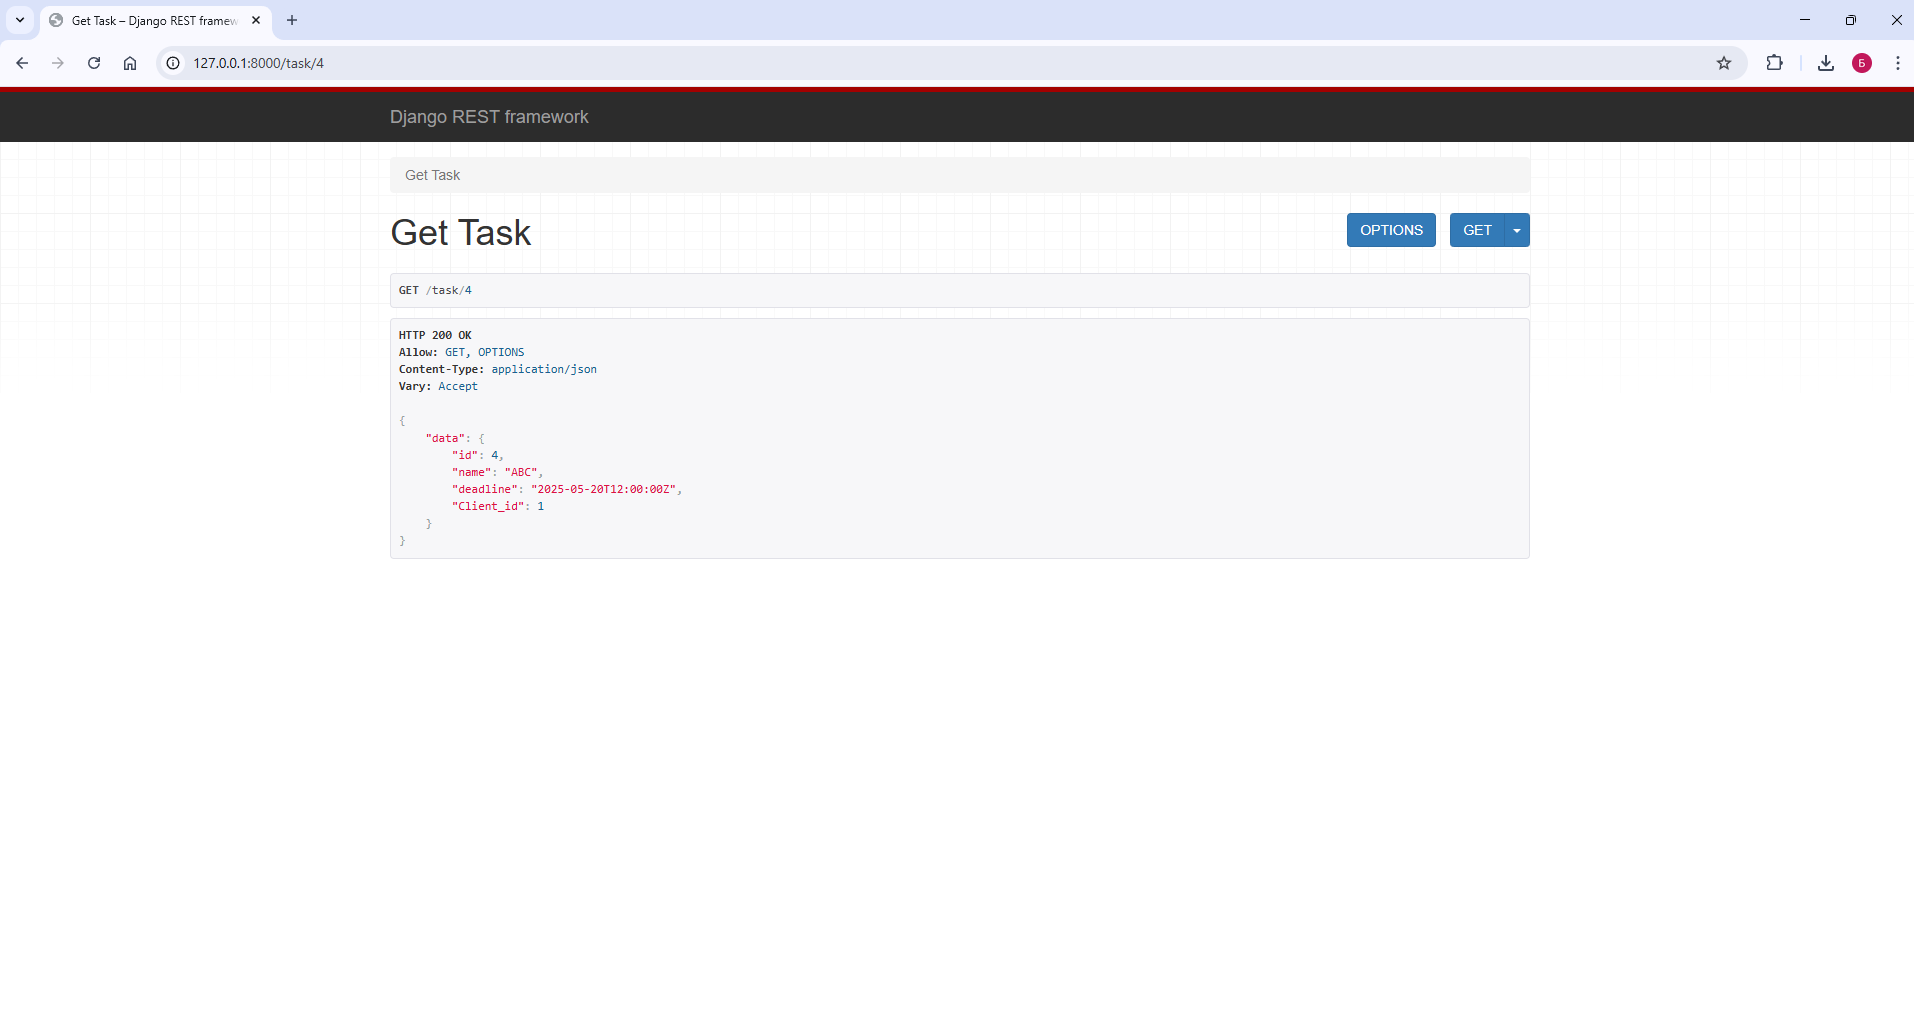 Get Task – Django REST framew
127.0.0.1:8000/task/4
Б
Django REST framework
Get Task
Get Task
OPTIONS
GET
GET /task/4
HTTP 200 OK
Allow: GET, OPTIONS
Content-Type: application/json
Vary: Accept
{
    "data": {
        "id": 4,
        "name": "ABC",
        "deadline": "2025-05-20T12:00:00Z",
        "Client_id": 1
    }
}